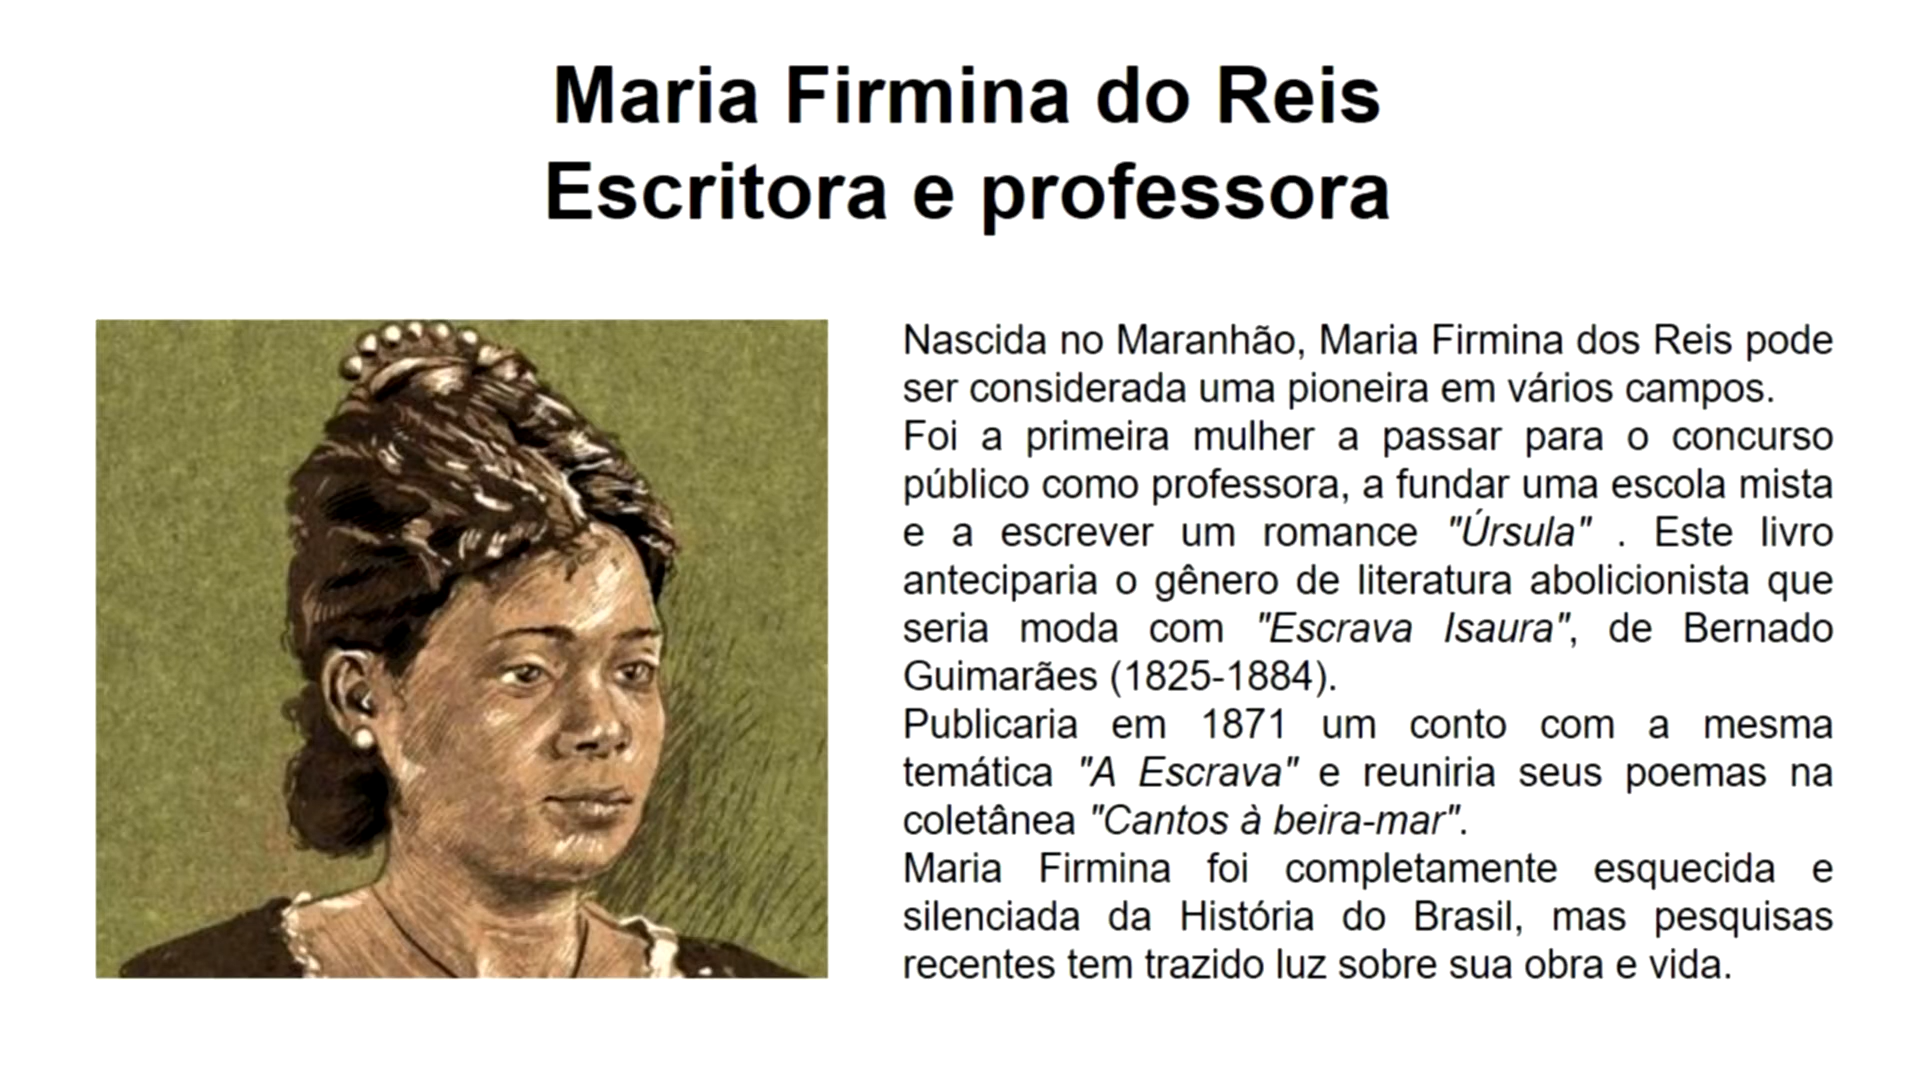 Maria Firmina do Reis
Escritora e professora
Nascida no Maranhão, Maria Firmina dos Reis pode
ser considerada uma pioneira em vários campos.
Foi a primeira mulher a passar para o concurso
público como professora, a fundar uma escola mista
e a escrever um romance "Úrsula" . Este livro
anteciparia o gênero de literatura abolicionista que
seria moda com "Escrava Isaura", de Bernado
Guimarães (1825-1884).
Publicaria em 1871 um conto com a mesma
temática "A Escrava" e reuniria seus poemas na
coletânea "Cantos à beira-mar".
Maria Firmina foi completamente esquecida e
silenciada da História do Brasil, mas pesquisas
recentes tem trazido luz sobre sua obra e vida.